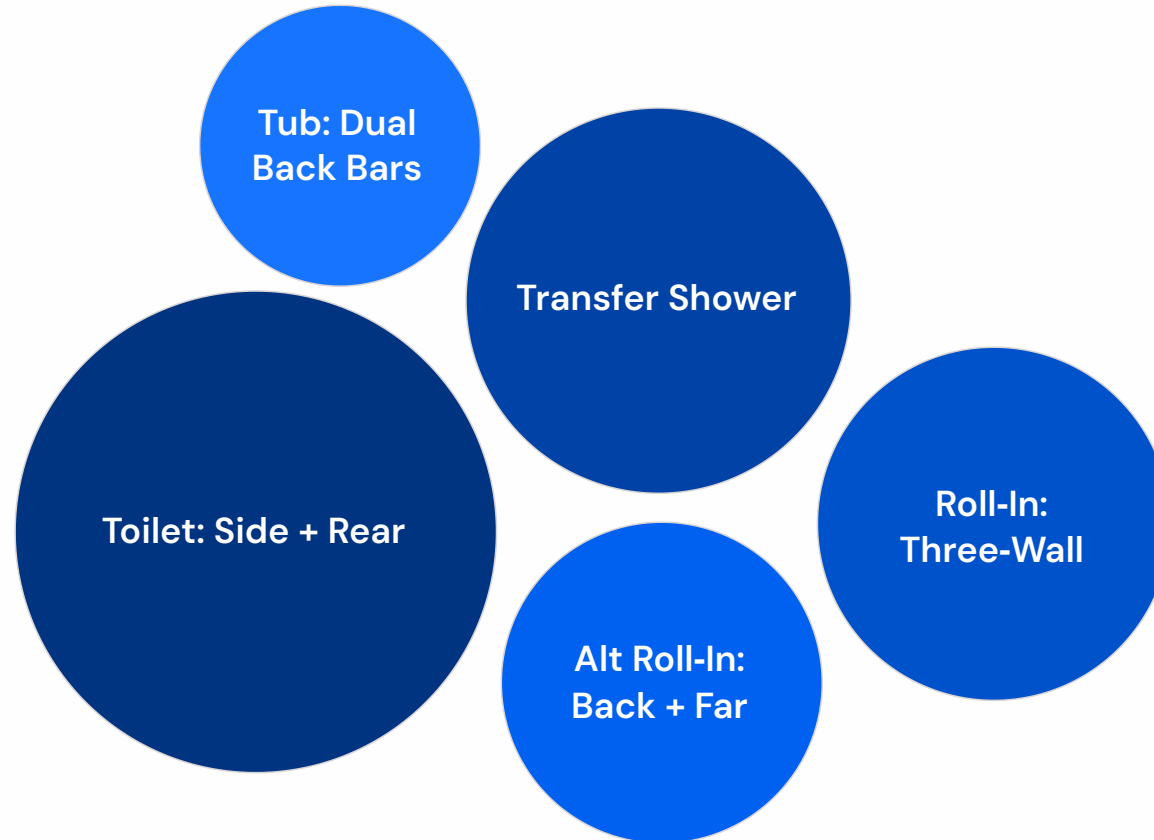 Tub: Dual
Back Bars
Transfer Shower
Toilet: Side + Rear
Roll-In:
Three-Wall
Alt Roll-In:
Back + Far